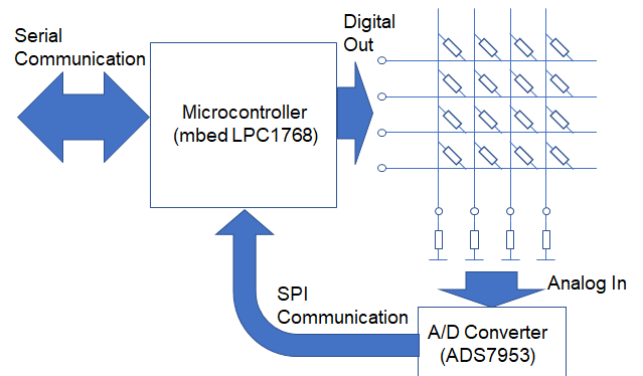 Serial
Communication
Microcontroller
(mbed LPC1768)
Digital
Out
Analog In
SPI
Communication
A/D Converter
(ADS7953)